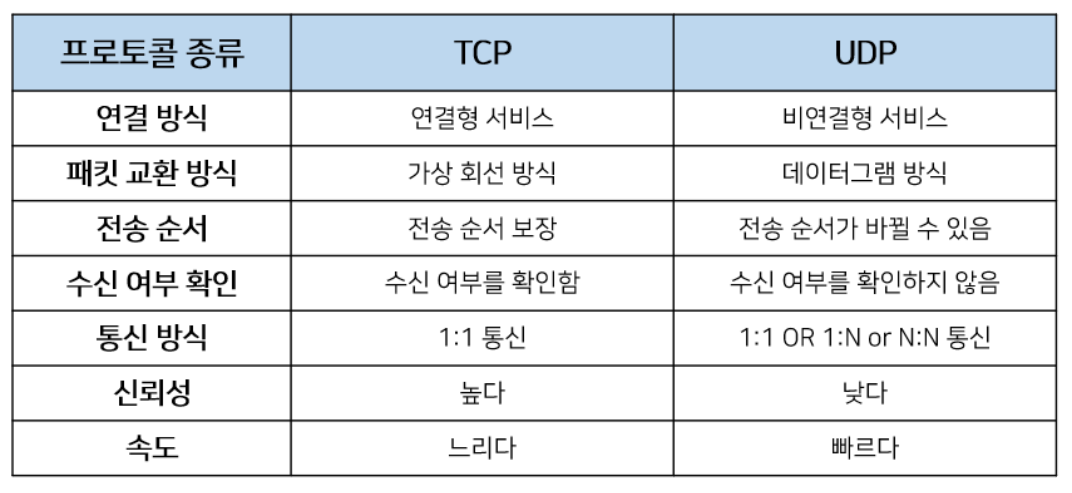 프로토콜 종류 TCP UDP
연결 방식 연결형 서비스 비연결형 서비스
패킷 교환 방식 가상 회선 방식 데이터그램 방식
전송 순서 전송 순서 보장 전송 순서가 바뀔 수 있음
수신 여부 확인 수신 여부를 확인함 수신 여부를 확인하지 않음
통신 방식 1:1 통신 1:1 OR 1:N or N:N 통신
신뢰성 높다 낮다
속도 느리다 빠르다